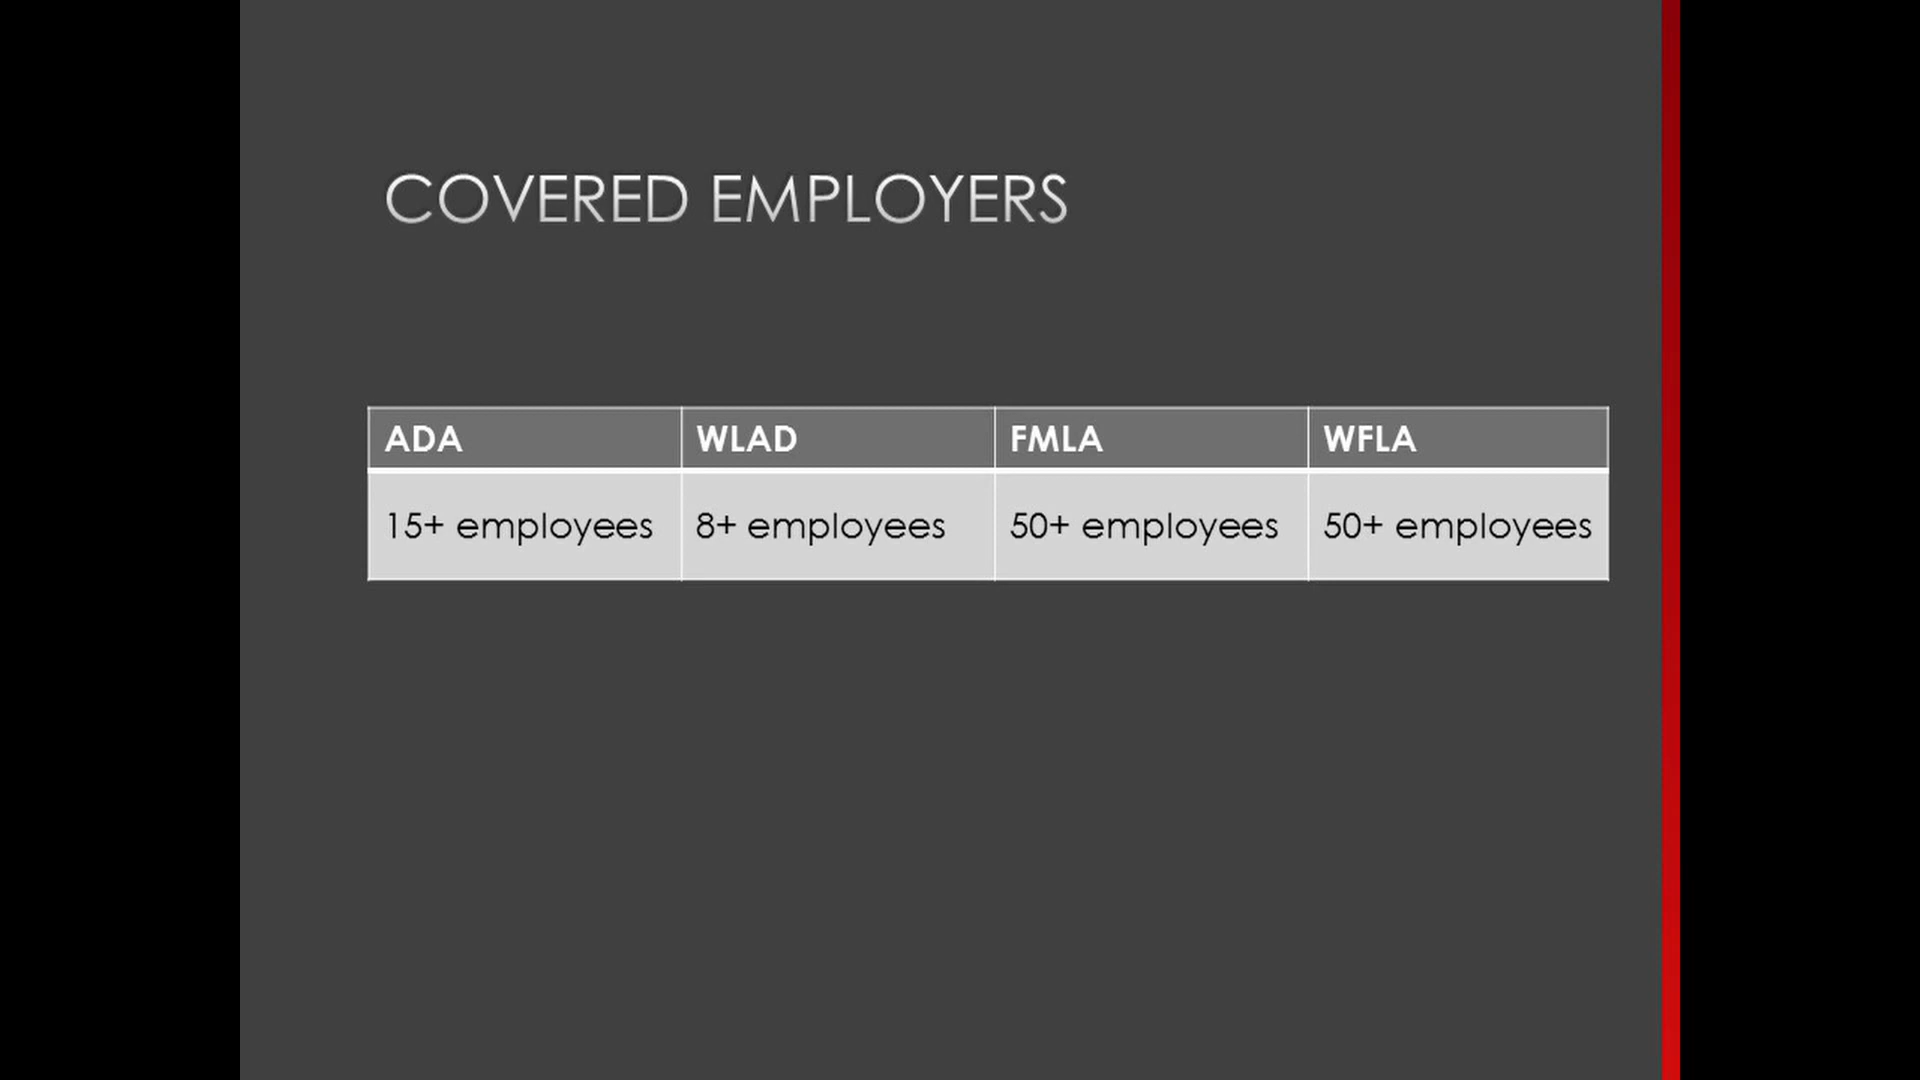 COVERED EMPLOYERS
ADA WLAD FMLA WFLA
15+ employees 8+ employees 50+ employees 50+ employees